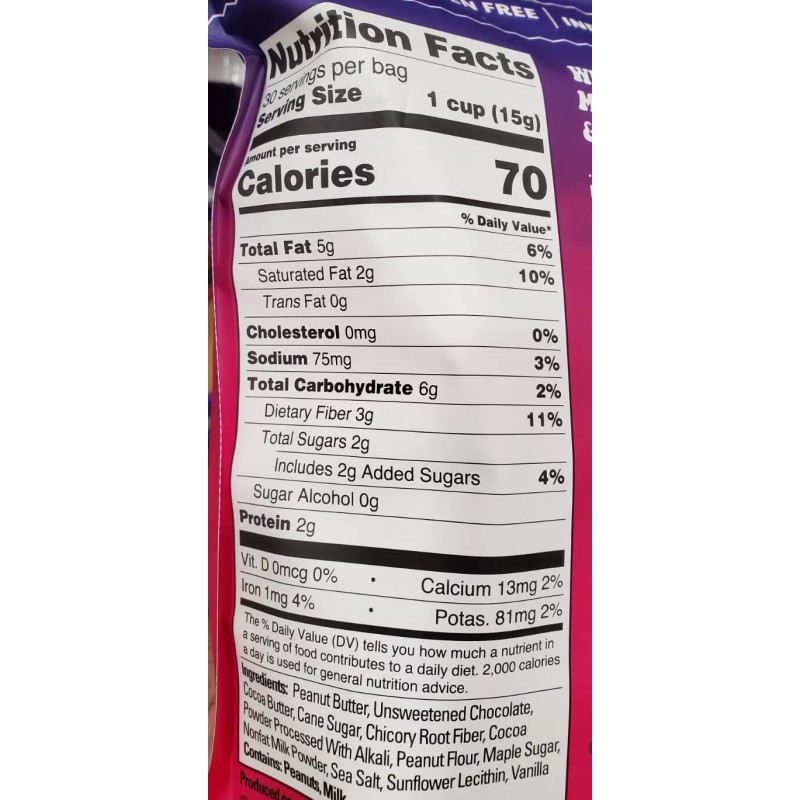 FREE
Nutrition Facts
30 servings per bag
Serving Size 1 cup (15g)
Amount per serving
Calories 70
% Daily Value*
Total Fat 5g 6%
Saturated Fat 2g 10%
Trans Fat 0g
Cholesterol 0mg 0%
Sodium 75mg 3%
Total Carbohydrate 6g 2%
Dietary Fiber 3g 11%
Total Sugars 2g
Includes 2g Added Sugars 4%
Sugar Alcohol 0g
Protein 2g
Vit. D 0mcg 0% • Calcium 13mg 2%
Iron 1mg 4% • Potas. 81mg 2%
The % Daily Value (DV) tells you how much a nutrient in
a serving of food contributes to a daily diet. 2,000 calories
a day is used for general nutrition advice.
Ingredients: Peanut Butter, Unsweetened Chocolate,
Cocoa Butter, Cane Sugar, Chicory Root Fiber, Cocoa
Powder Processed With Alkali, Peanut Flour, Maple Sugar,
Nonfat Milk Powder, Sea Salt, Sunflower Lecithin, Vanilla
Contains: Peanuts, Milk
Produced